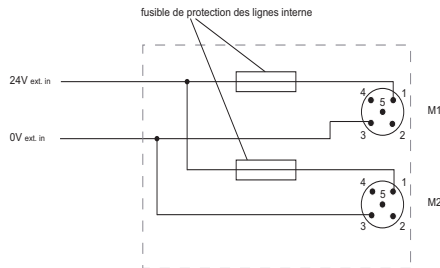 fusible de protection des lignes interne
24V ext. in
4
1
5
M1
3
2
0V ext. in
4
1
5
M2
3
2